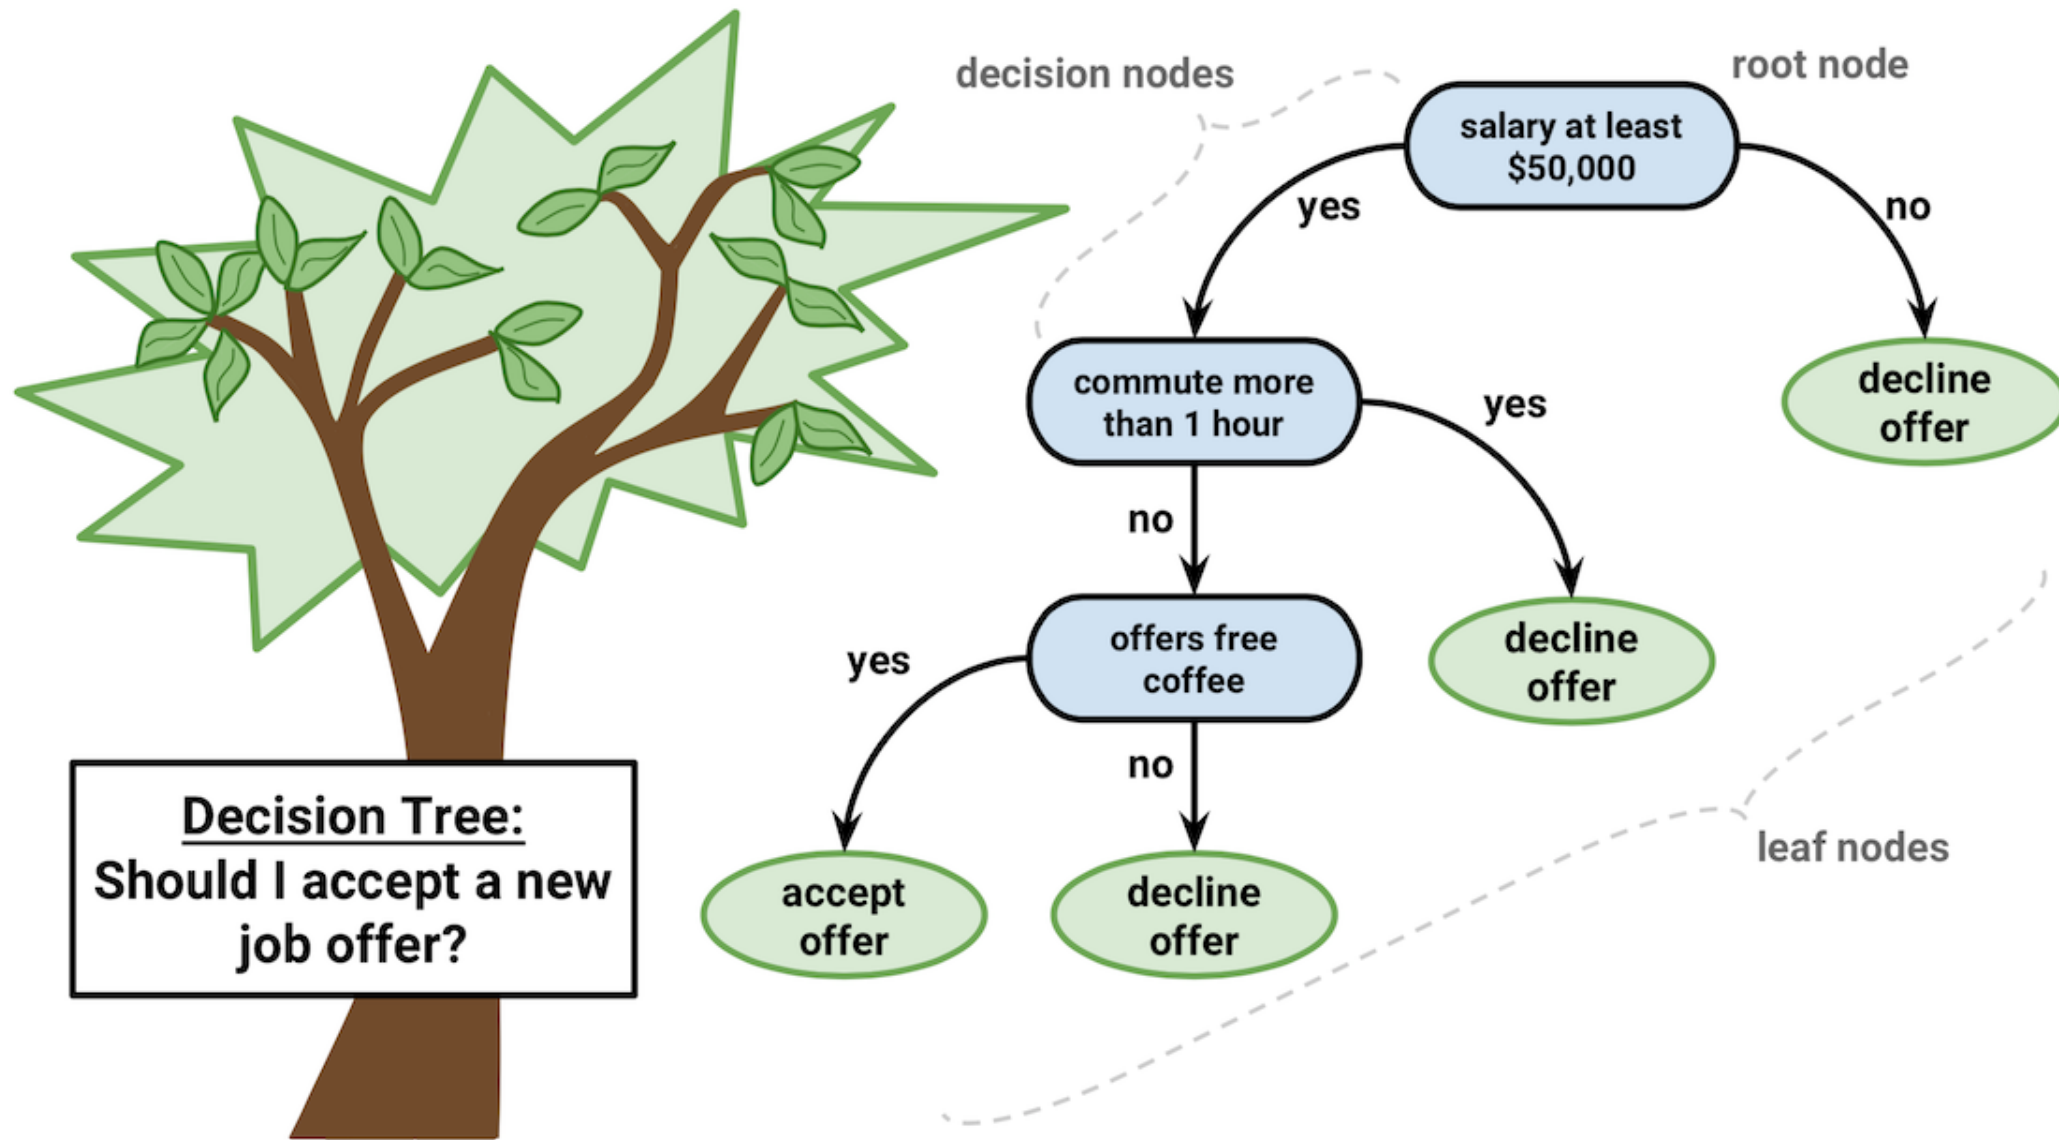 decision nodes
root node
salary at least
$50,000
yes
no
commute more
than 1 hour
yes
decline
offer
no
offers free
coffee
decline
offer
yes
no
accept
offer
decline
offer
leaf nodes
Decision Tree:
Should I accept a new
job offer?